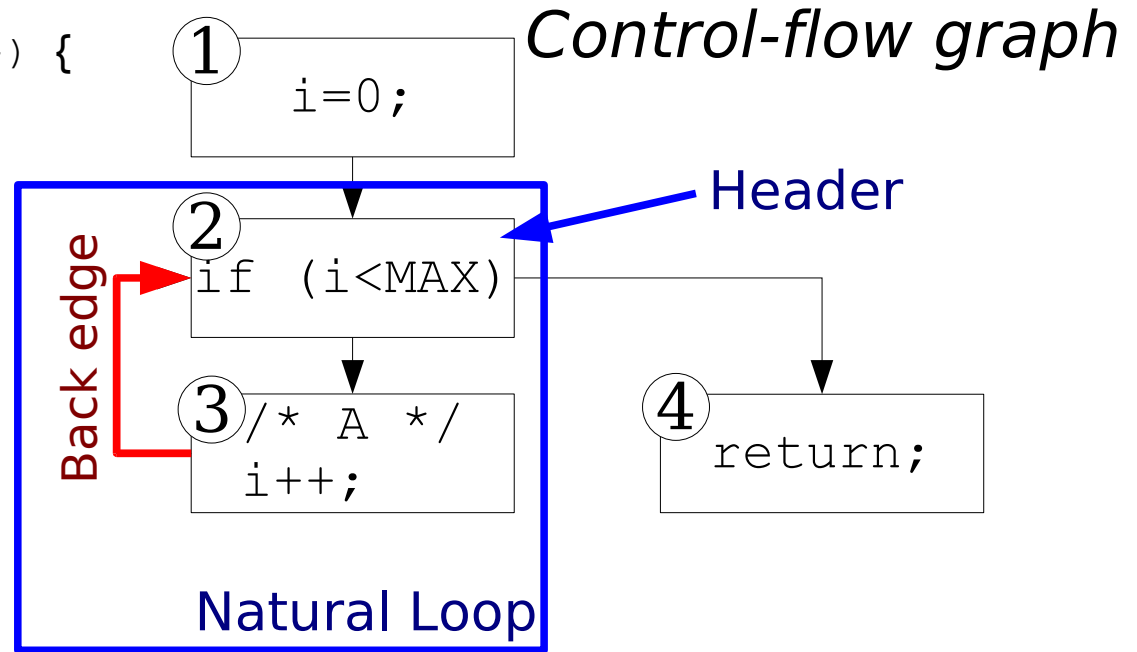 ) {
Control-flow graph
1
i=0;
Header
2
if (i<MAX)
Back edge
3
/* A */
i++;
4
return;
Natural Loop